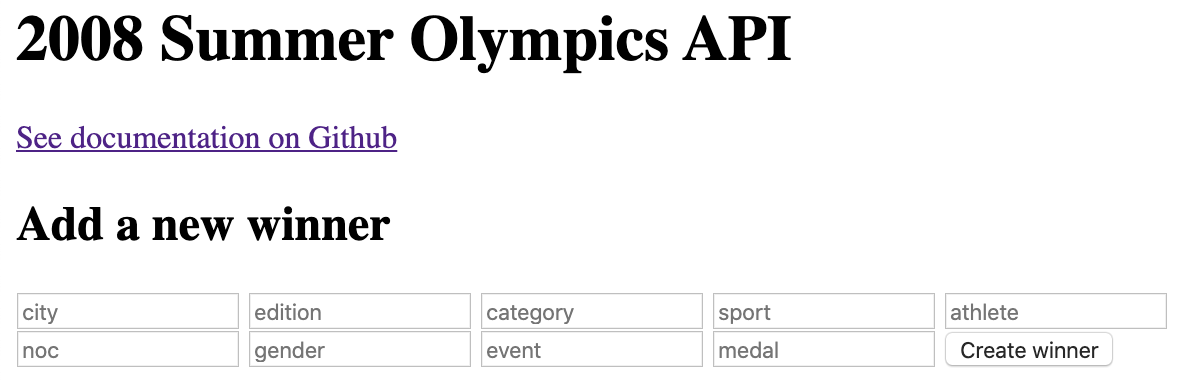 2008 Summer Olympics API
See documentation on Github
Add a new winner
city edition category sport athlete
noc gender event medal Create winner